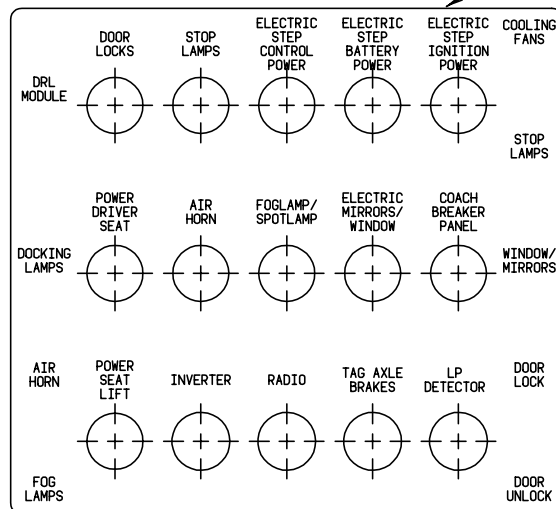 DOOR
LOCKS
STOP
LAMPS
ELECTRIC
STEP
CONTROL
POWER
ELECTRIC
STEP
BATTERY
POWER
ELECTRIC
STEP
IGNITION
POWER
COOLING
FANS
DRL
MODULE
STOP
LAMPS
POWER
DRIVER
SEAT
AIR
HORN
FOGLAMP/
SPOTLAMP
ELECTRIC
MIRRORS/
WINDOW
COACH
BREAKER
PANEL
DOCKING
LAMPS
WINDOW/
MIRRORS
AIR
HORN
POWER
SEAT
LIFT
INVERTER
RADIO
TAG AXLE
BRAKES
LP
DETECTOR
DOOR
LOCK
FOG
LAMPS
DOOR
UNLOCK